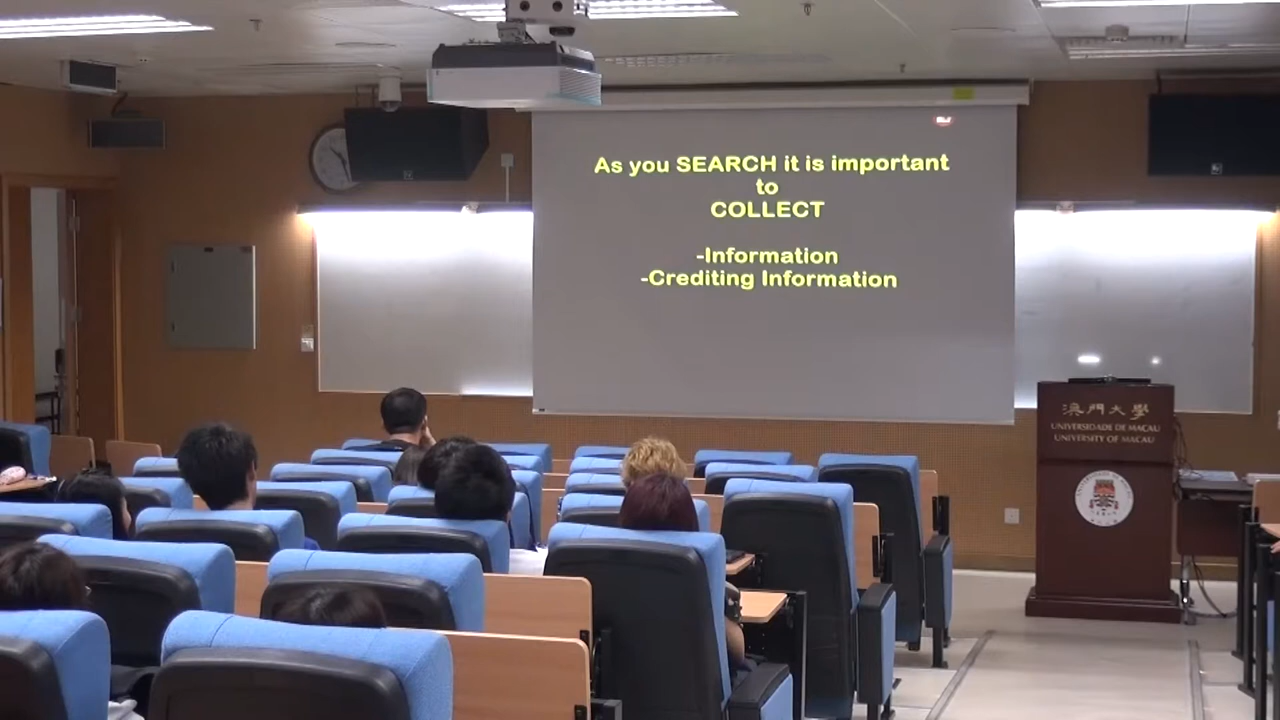 As you SEARCH it is important
to
COLLECT
-Information
-Crediting Information
澳門大學
UNIVERSIDADE DE MACAU
UNIVERSITY OF MACAU